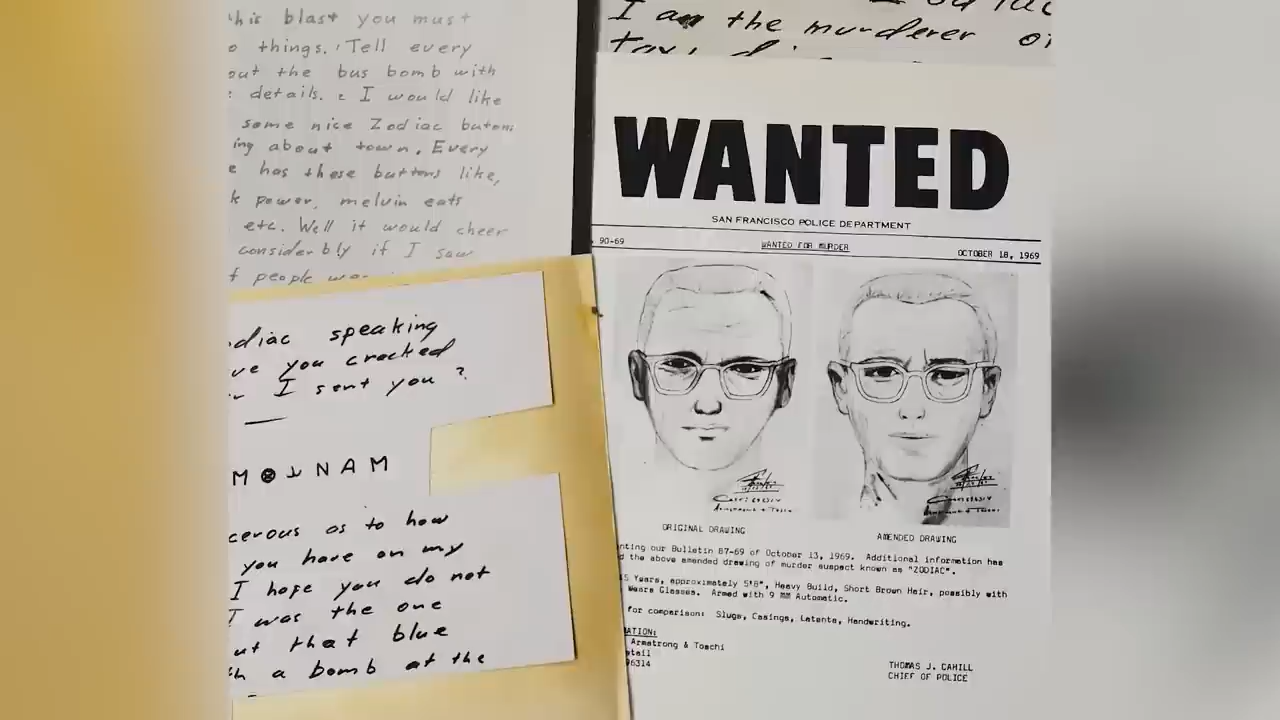 this blast you must
things. Tell every
out the bus bomb with
details. I would like
some nice Zodiac butons
ing about town. Every
e has these buttons like,
k power, melvin eats
etc. Well it would cheer
considerbly if I saw
f people
diac speaking
ve you cracked
I sent you?
NAM
cerous as to how
you have on my
I hope you do not
I was the one
ut that blue
h a bomb at the
I am the murderer
WANTED
SAN FRANCISCO POLICE DEPARTMENT
90-69 WANTED FOR MURDER OCTOBER 18, 1969
ORIGINAL DRAWING AMENDED DRAWING
nting our Bulletin 87-69 of October 13, 1969. Additional information has
d the above amended drawing of murder suspect known as "ZODIAC".
5 Years, approximately 5'8", Heavy Build, Short Brown Hair, possibly with
Wears Glasses. Armed with 9 MM Automatic.
for comparison: Slugs, Casings, Latents, Handwriting.
ATION:
Armstrong & Toschi
etail
96314
THOMAS J. CAHILL
CHIEF OF POLICE